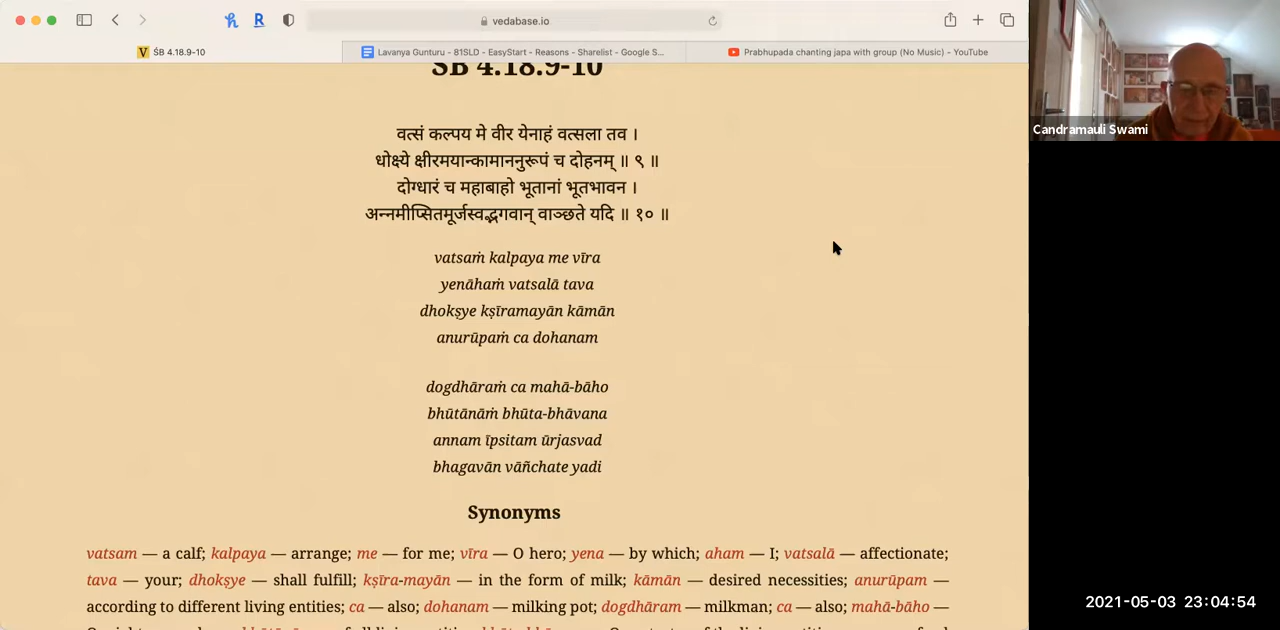 vedabase.io
ŚB 4.18.9-10
Lavanya Gunturu - 81SLD - EasyStart - Reasons - Sharelist - Google S...
Prabhupada chanting japa with group (No Music) - YouTube
ŚB 4.18.9-10
Candramauli Swami
वत्सं कल्पय मे वीर येनाहं वत्सला तव ।
धोक्ष्ये क्षीरमयान्कामाननुरूपं च दोहनम् ॥ ९ ॥
दोग्धारं च महाबाहो भूतानां भूतभावन ।
अन्नमीप्सितमूर्जस्वद्भगवान् वाञ्छते यदि ॥ १० ॥
vatsaṁ kalpaya me vīra
yenāhaṁ vatsalā tava
dhokṣye kṣīramayān kāmān
anurūpaṁ ca dohanam
dogdhāraṁ ca mahā-bāho
bhūtānāṁ bhūta-bhāvana
annam īpsitam ūrjasvad
bhagavān vāñchate yadi
Synonyms
vatsam — a calf; kalpaya — arrange; me — for me; vīra — O hero; yena — by which; aham — I; vatsalā — affectionate;
tava — your; dhokṣye — shall fulfill; kṣīra-mayān — in the form of milk; kāmān — desired necessities; anurūpam —
according to different living entities; ca — also; dohanam — milking pot; dogdhāram — milkman; ca — also; mahā-bāho —
2021-05-03 23:04:54